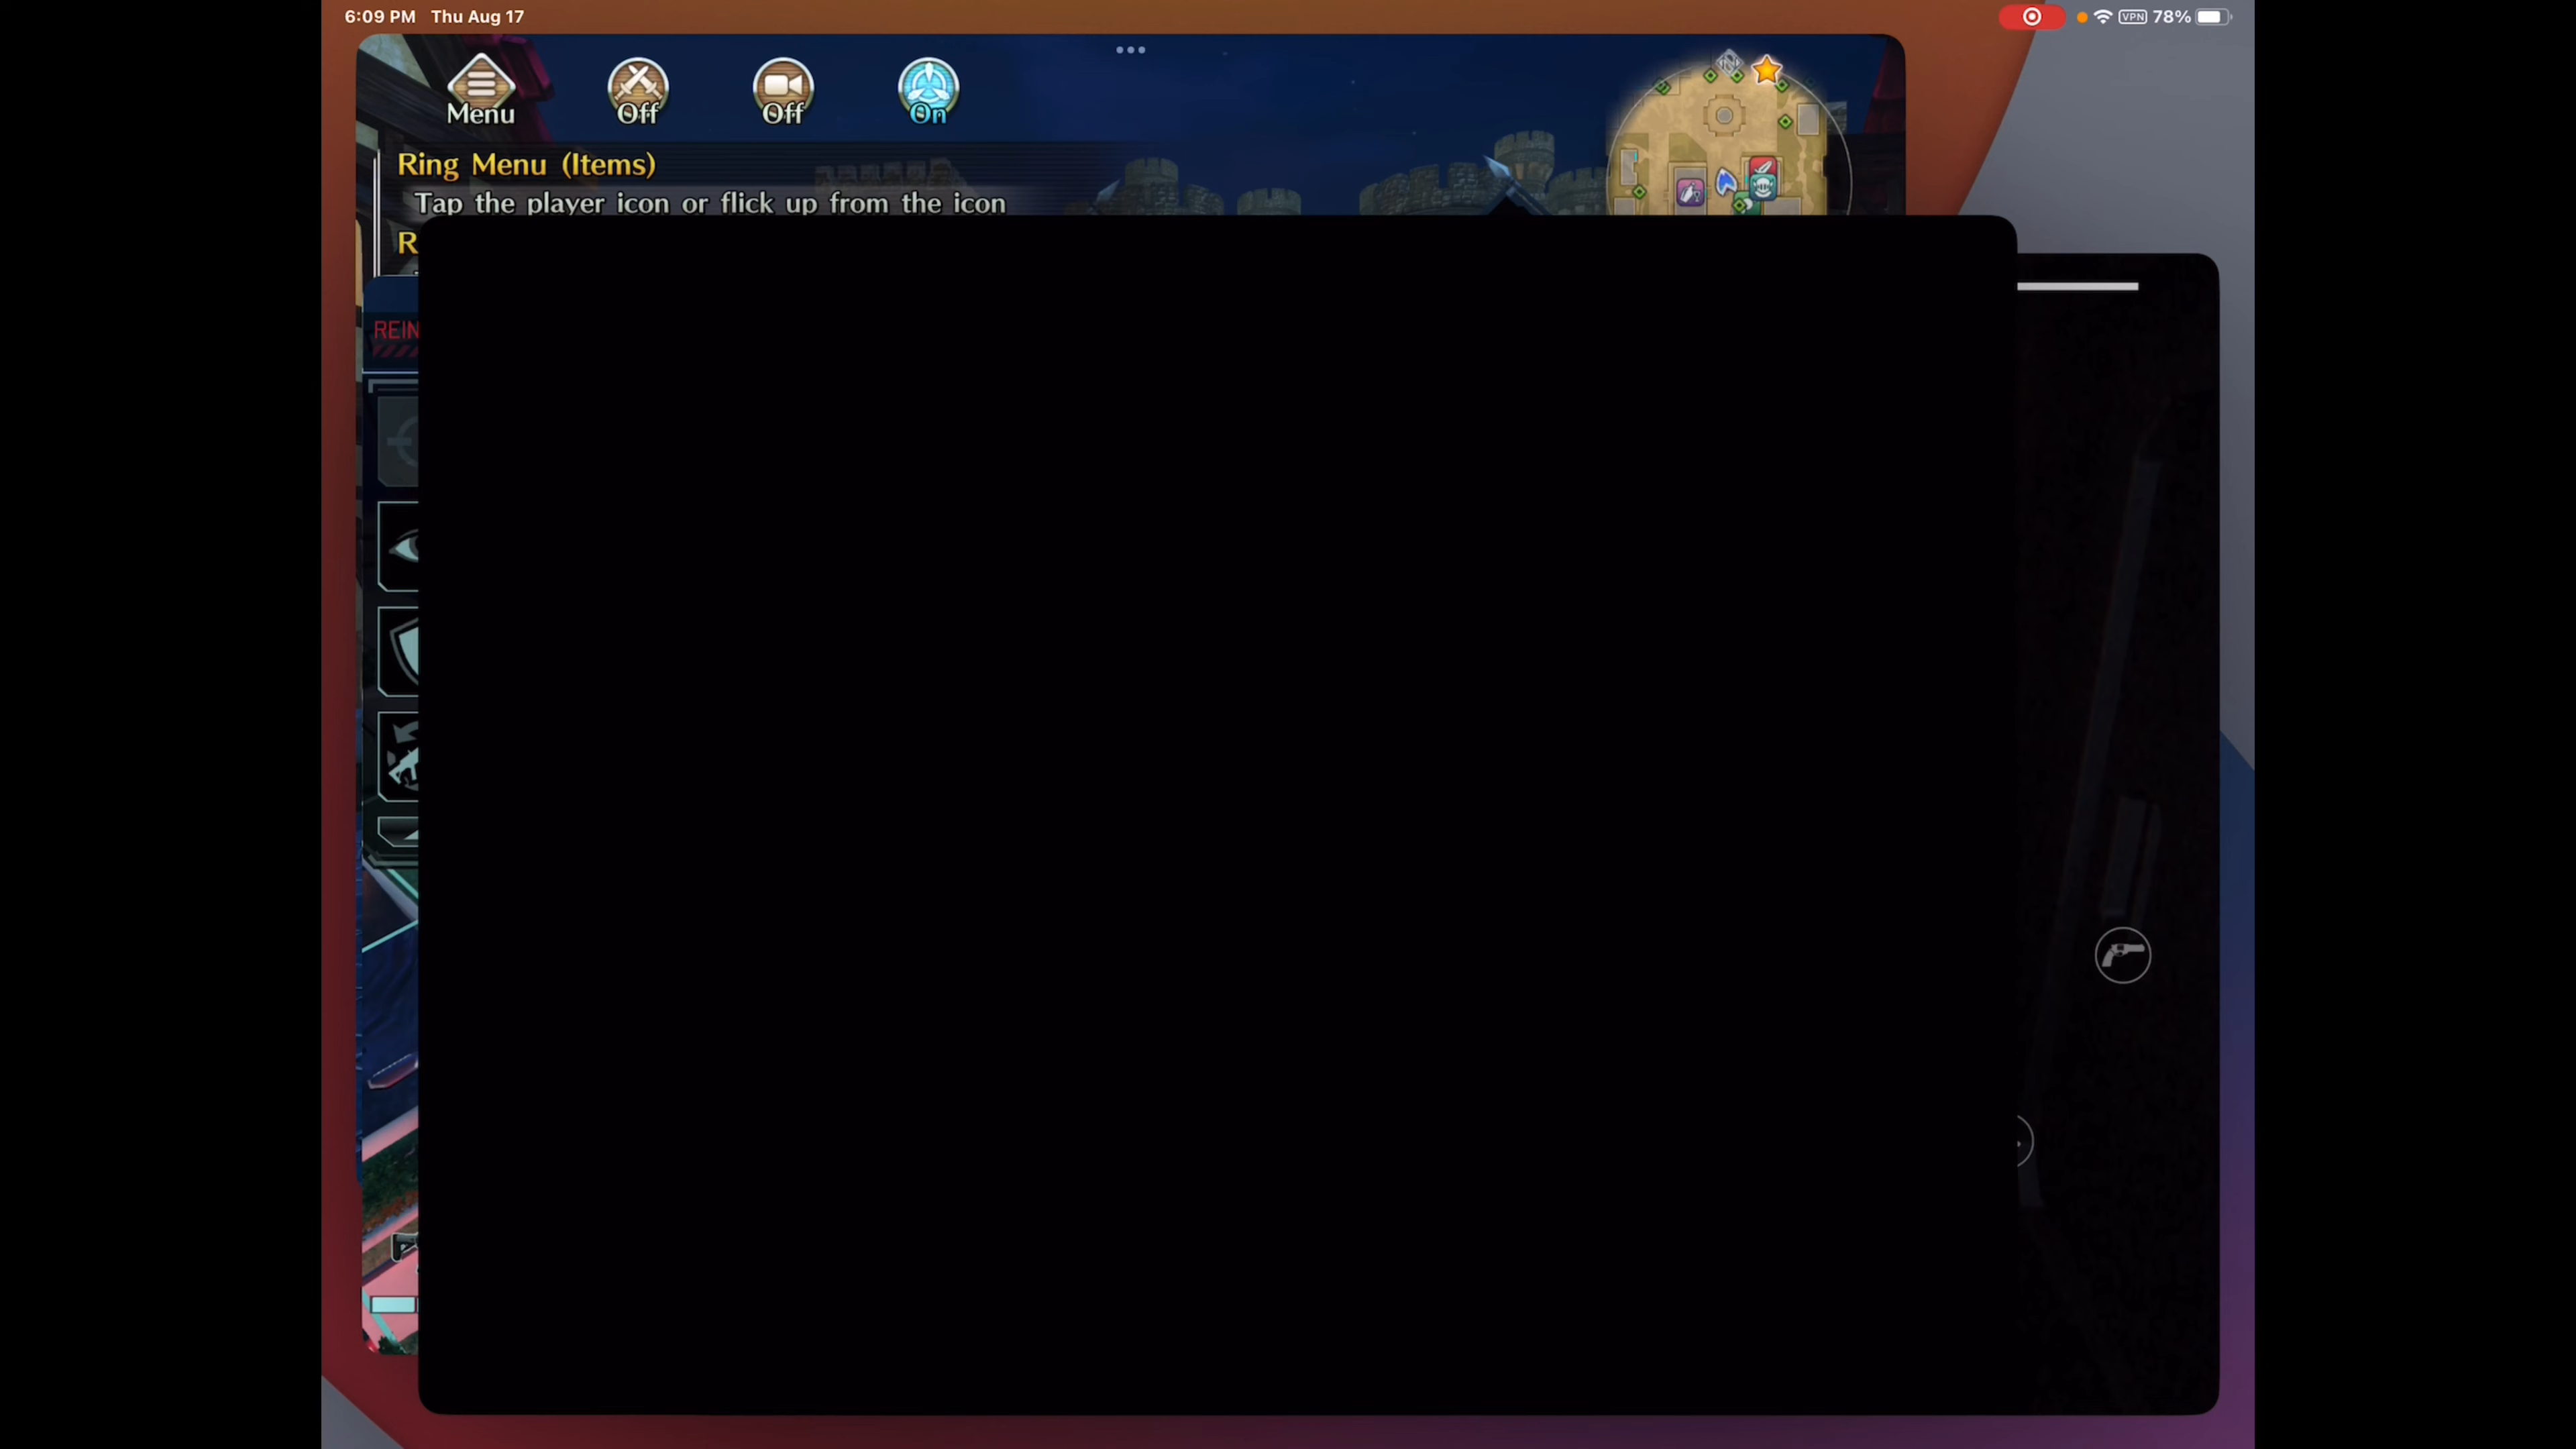 6:09 PM Thu Aug 17
VPN 78%
Menu
Off
Off
On
N
Ring Menu (Items)
Tap the player icon or flick up from the icon
R
REIN